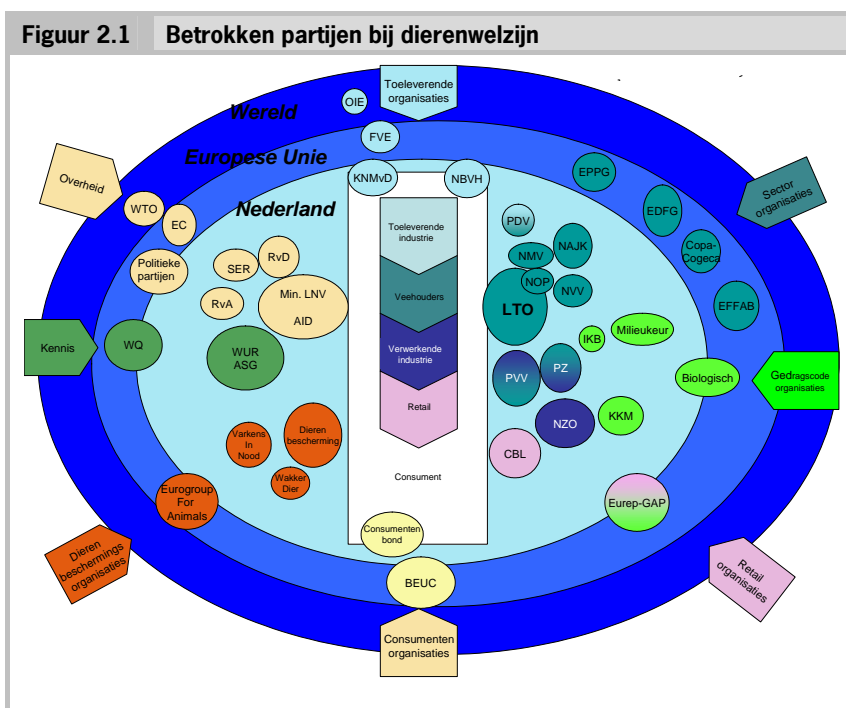 Figuur 2.1 Betrokken partijen bij dierenwelzijn
Toeleverende
organisaties
Wereld
OIE
FVE
Europese Unie
KNMvD
NBVH
EPPG
Overheid
Sector
organisaties
WTO
EC
Nederland
EDFG
PDV
Toeleverende
industrie
NAJK
NMV
Copa-
Cogeca
Politieke
partijen
SER
RvD
NOP
NVV
Veehouders
RvA
Min. LNV
AID
LTO
EFFAB
Kennis
WQ
WUR
ASG
Verwerkende
industrie
IKB
Milieukeur
PVV
PZ
Biologisch
Gedragscode
organisaties
Retail
NZO
KKM
Varkens
In
Nood
Dieren
bescherming
CBL
Wakker
Dier
Consument
Eurogroup
For
Animals
Eurep-GAP
Consumenten
bond
Dieren
beschermings
organisaties
BEUC
Retail
organisaties
Consumenten
organisaties